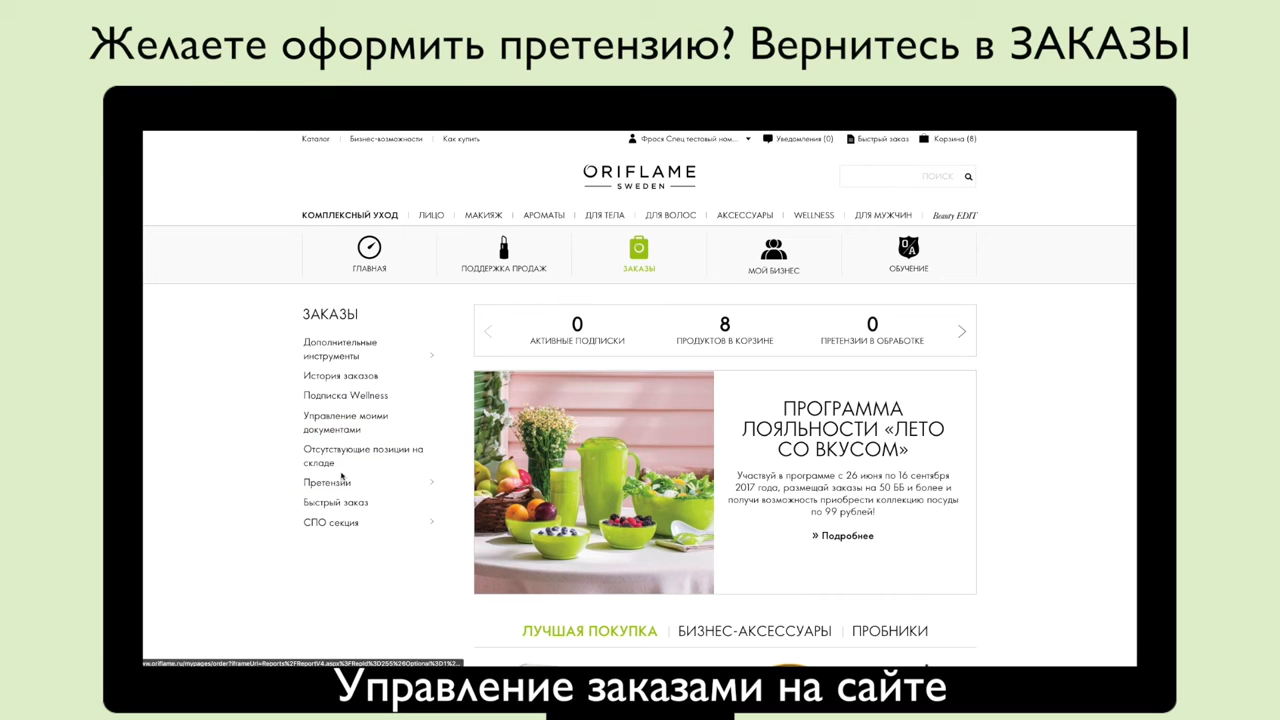 Желаете оформить претензию? Вернитесь в ЗАКАЗЫ
Каталог Бизнес-возможности Как купить Фрося Спец тестовый ном... Уведомления (0) Быстрый заказ Корзина (8)
ORIFLAME
SWEDEN
ПОИСК
КОМПЛЕКСНЫЙ УХОД ЛИЦО МАКИЯЖ АРОМАТЫ ДЛЯ ТЕЛА ДЛЯ ВОЛОС АКСЕССУАРЫ WELLNESS ДЛЯ МУЖЧИН Beauty EDIT
ГЛАВНАЯ ПОДДЕРЖКА ПРОДАЖ ЗАКАЗЫ МОЙ БИЗНЕС ОБУЧЕНИЕ
ЗАКАЗЫ
Дополнительные
инструменты
История заказов
Подписка Wellness
Управление моими
документами
Отсутствующие позиции на
складе
Претензии
Быстрый заказ
СПО секция
0 8 0
АКТИВНЫЕ ПОДПИСКИ ПРОДУКТОВ В КОРЗИНЕ ПРЕТЕНЗИИ В ОБРАБОТКЕ
ПРОГРАММА
ЛОЯЛЬНОСТИ «ЛЕТО
СО ВКУСОМ»
Участвуй в программе с 26 июня по 16 сентября
2017 года, размещай заказы на 50 ББ и более и
получи возможность приобрести коллекцию посуды
по 99 рублей!
» Подробнее
ЛУЧШАЯ ПОКУПКА БИЗНЕС-АКСЕССУАРЫ ПРОБНИКИ
Управление заказами на сайте